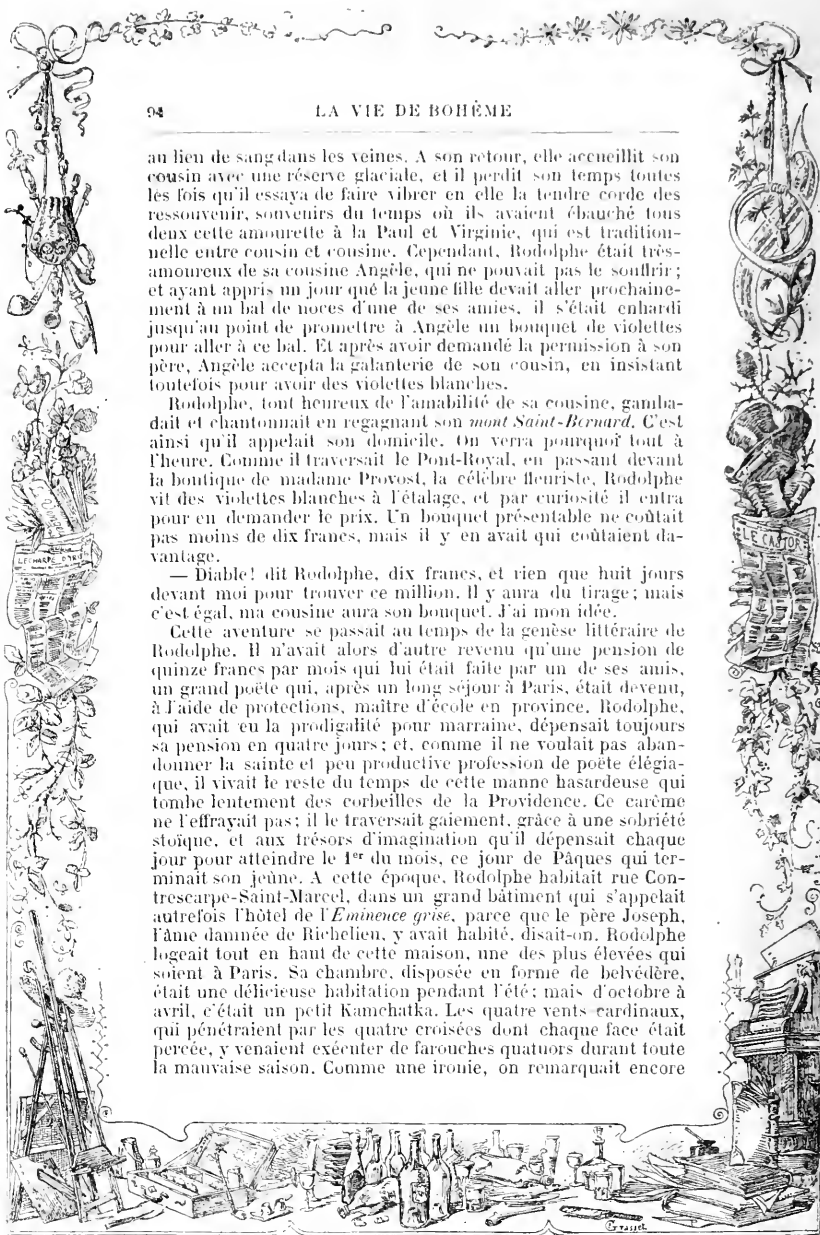 94
LA VIE DE BOHÊME
au lieu de sang dans les veines. A son retour, elle accueillit son
cousin avec une réserve glaciale, et il perdit son temps toutes
les fois qu'il essaya de faire vibrer en elle la tendre corde des
ressouvenir, souvenirs du temps où ils avaient ébauché tous
deux cette amourette à la Paul et Virginie, qui est tradition-
nelle entre cousin et cousine. Cependant, Rodolphe était très-
amoureux de sa cousine Angèle, qui ne pouvait pas le souffrir;
et ayant appris un jour qué la jeune fille devait aller prochaine-
ment à un bal de noces d'une de ses amies, il s'était enhardi
jusqu'au point de promettre à Angèle un bouquet de violettes
pour aller à ce bal. Et après avoir demandé la permission à son
père, Angèle accepta la galanterie de son cousin, en insistant
toutefois pour avoir des violettes blanches.
Rodolphe, tout heureux de l'amabilité de sa cousine, gamba-
dait et chantonnait en regagnant son mont Saint-Bernard. C'est
ainsi qu'il appelait son domicile. On verra pourquoi tout à
l'heure. Comme il traversait le Pont-Royal, en passant devant
la boutique de madame Provost, la célèbre fleuriste, Rodolphe
vit des violettes blanches à l'étalage, et par curiosité il entra
pour en demander le prix. Un bouquet présentable ne coûtait
pas moins de dix francs, mais il y en avait qui coûtaient da-
vantage.
— Diable! dit Rodolphe, dix francs, et rien que huit jours
devant moi pour trouver ce million. Il y aura du tirage; mais
c'est égal, ma cousine aura son bouquet. J'ai mon idée.
Cette aventure se passait au temps de la genèse littéraire de
Rodolphe. Il n'avait alors d'autre revenu qu'une pension de
quinze francs par mois qui lui était faite par un de ses amis,
un grand poëte qui, après un long séjour à Paris, était devenu,
à l'aide de protections, maître d'école en province. Rodolphe,
qui avait eu la prodigalité pour marraine, dépensait toujours
sa pension en quatre jours; et, comme il ne voulait pas aban-
donner la sainte et peu productive profession de poëte élégia-
que, il vivait le reste du temps de cette manne hasardeuse qui
tombe lentement des corbeilles de la Providence. Ce carême
ne l'effrayait pas; il le traversait gaiement, grâce à une sobriété
stoïque, et aux trésors d'imagination qu'il dépensait chaque
jour pour atteindre le 1er du mois, ce jour de Pâques qui ter-
minait son jeûne. A cette époque, Rodolphe habitait rue Con-
trescarpe-Saint-Marcel, dans un grand bâtiment qui s'appelait
autrefois l'hôtel de l'Eminence grise, parce que le père Joseph,
l'âme damnée de Richelieu, y avait habité, disait-on. Rodolphe
logeait tout en haut de cette maison, une des plus élevées qui
soient à Paris. Sa chambre, disposée en forme de belvédère,
était une délicieuse habitation pendant l'été; mais d'octobre à
avril, c'était un petit Kamchatka. Les quatre vents cardinaux,
qui pénétraient par les quatre croisées dont chaque face était
percée, y venaient exécuter de farouches quatuors durant toute
la mauvaise saison. Comme une ironie, on remarquait encore
LECHARPE D'IRIS
LE CASTOR
Grasset